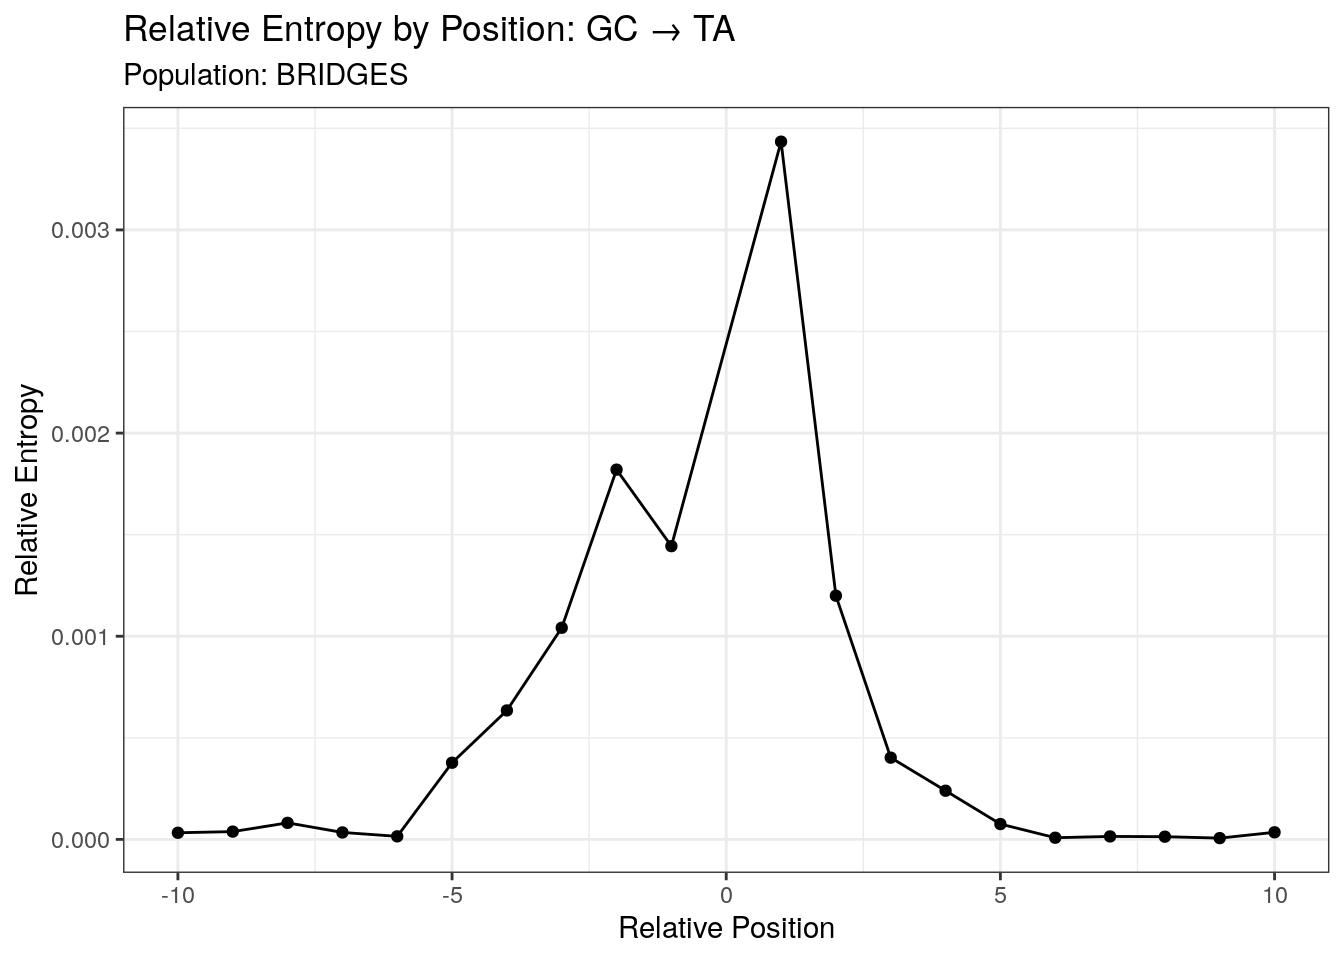 Relative Entropy by Position: GC → TA
Population: BRIDGES
Relative Entropy
0.003
0.002
0.001
0.000
-10 -5 0 5 10
Relative Position